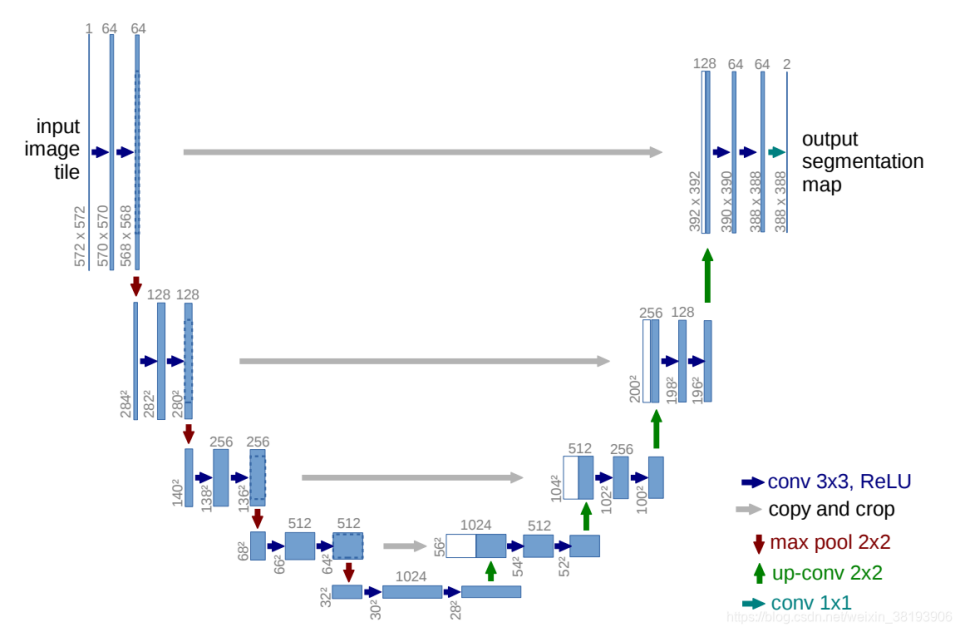 1 64 64
128 64 64 2
input
image
tile
output
segmentation
map
572 x 572
570 x 570
568 x 568
392 x 392
390 x 390
388 x 388
388 x 388
128 128
256 128
284²
282²
280²
200²
198²
196²
256 256
512 256
140²
138²
136²
104²
102²
100²
512 512
1024 512
68²
66²
64²
56²
54²
52²
1024
32²
30²
28²
conv 3x3, ReLU
copy and crop
max pool 2x2
up-conv 2x2
conv 1x1
https://blog.csdn.net/weixin_38193906